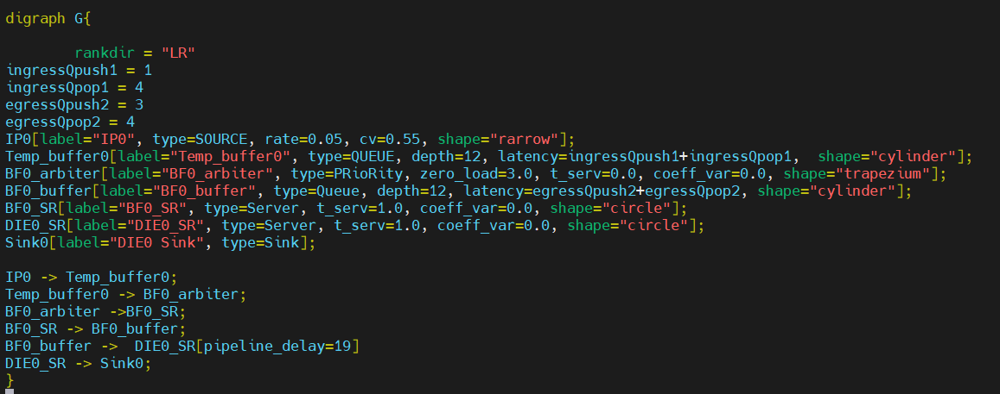 digraph G{
rankdir = "LR"
ingressQpush1 = 1
ingressQpop1 = 4
egressQpush2 = 3
egressQpop2 = 4
IP0[label="IP0", type=SOURCE, rate=0.05, cv=0.55, shape="rarrow"];
Temp_buffer0[label="Temp_buffer0", type=QUEUE, depth=12, latency=ingressQpush1+ingressQpop1,  shape="cylinder"];
BF0_arbiter[label="BF0_arbiter", type=PRioRity, zero_load=3.0, t_serv=0.0, coeff_var=0.0, shape="trapezium"];
BF0_buffer[label="BF0_buffer", type=Queue, depth=12, latency=egressQpush2+egressQpop2, shape="cylinder"];
BF0_SR[label="BF0_SR", type=Server, t_serv=1.0, coeff_var=0.0, shape="circle"];
DIE0_SR[label="DIE0_SR", type=Server, t_serv=1.0, coeff_var=0.0, shape="circle"];
Sink0[label="DIE0 Sink", type=Sink];
IP0 -> Temp_buffer0;
Temp_buffer0 -> BF0_arbiter;
BF0_arbiter ->BF0_SR;
BF0_SR -> BF0_buffer;
BF0_buffer ->  DIE0_SR[pipeline_delay=19]
DIE0_SR -> Sink0;
}